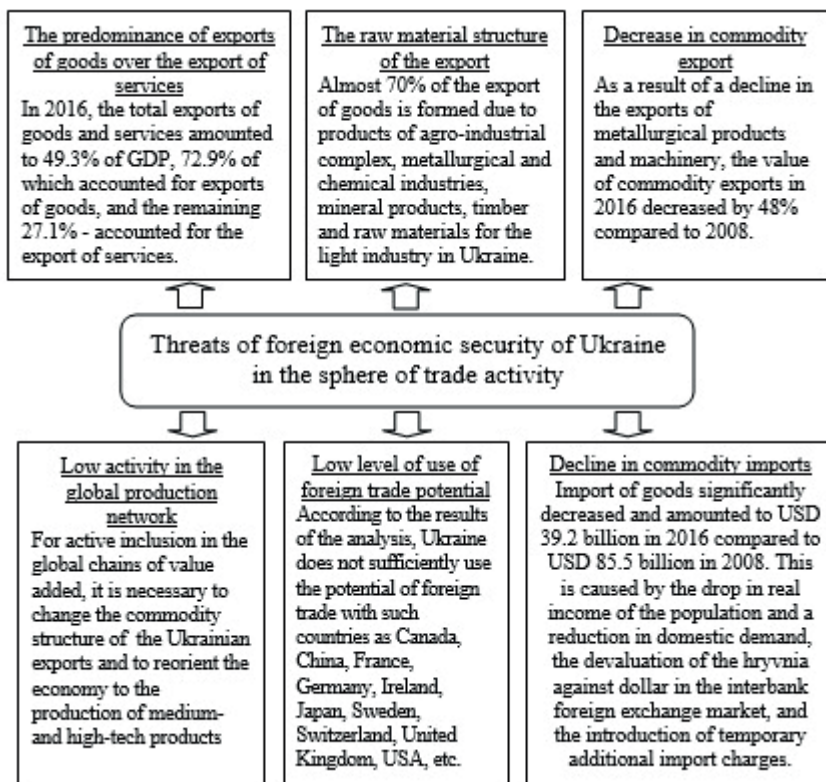 The predominance of exports
of goods over the export of
services
In 2016, the total exports of
goods and services amounted
to 49.3% of GDP, 72.9% of
which accounted for exports
of goods, and the remaining
27.1% - accounted for the
export of services.
The raw material structure
of the export
Almost 70% of the export
of goods is formed due to
products of agro-industrial
complex, metallurgical and
chemical industries,
mineral products, timber
and raw materials for the
light industry in Ukraine.
Decrease in commodity
export
As a result of a decline in
the exports of
metallurgical products
and machinery, the value
of commodity exports in
2016 decreased by 48%
compared to 2008.
Threats of foreign economic security of Ukraine
in the sphere of trade activity
Low activity in the
global production
network
For active inclusion in the
global chains of value
added, it is necessary to
change the commodity
structure of the Ukrainian
exports and to reorient the
economy to the
production of medium-
and high-tech products
Low level of use of
foreign trade potential
According to the results
of the analysis, Ukraine
does not sufficiently use
the potential of foreign
trade with such
countries as Canada,
China, France,
Germany, Ireland,
Japan, Sweden,
Switzerland, United
Kingdom, USA, etc.
Decline in commodity imports
Import of goods significantly
decreased and amounted to USD
39.2 billion in 2016 compared to
USD 85.5 billion in 2008. This
is caused by the drop in real
income of the population and a
reduction in domestic demand,
the devaluation of the hryvnia
against dollar in the interbank
foreign exchange market, and
the introduction of temporary
additional import charges.